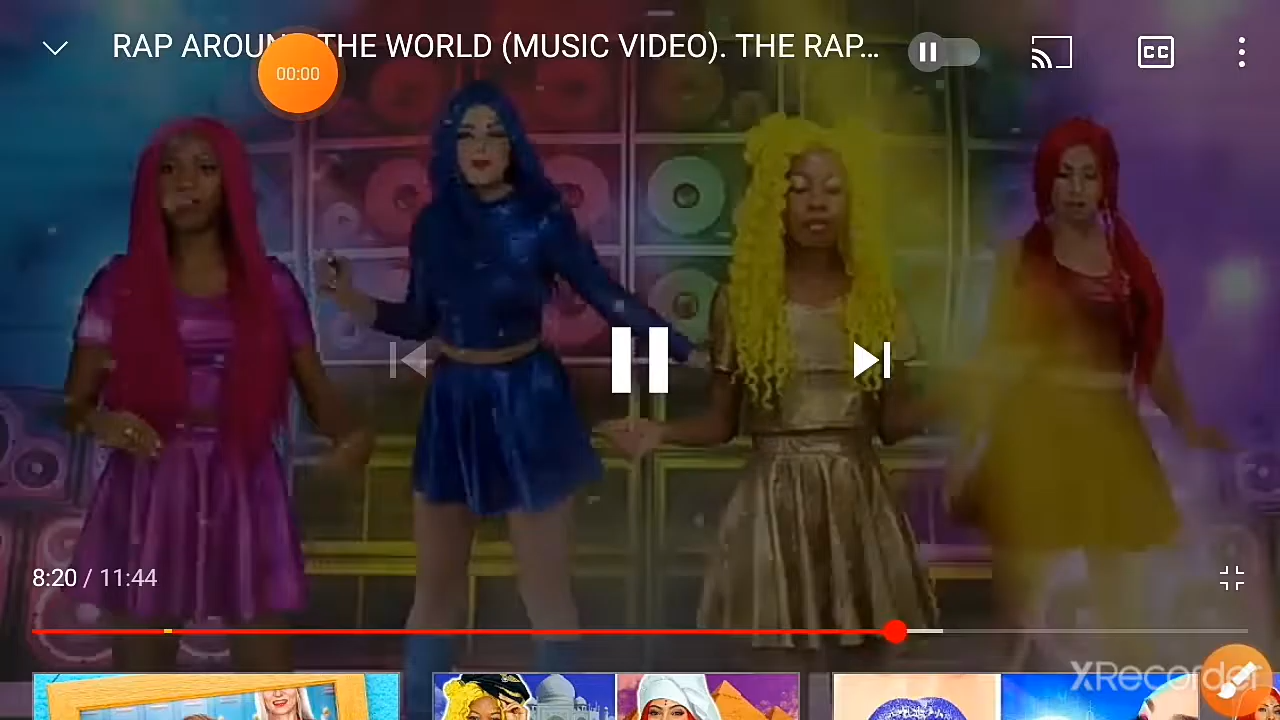 RAP AROUN THE WORLD (MUSIC VIDEO). THE RAP...
00:00
CC
8:20 / 11:44
XRecorder